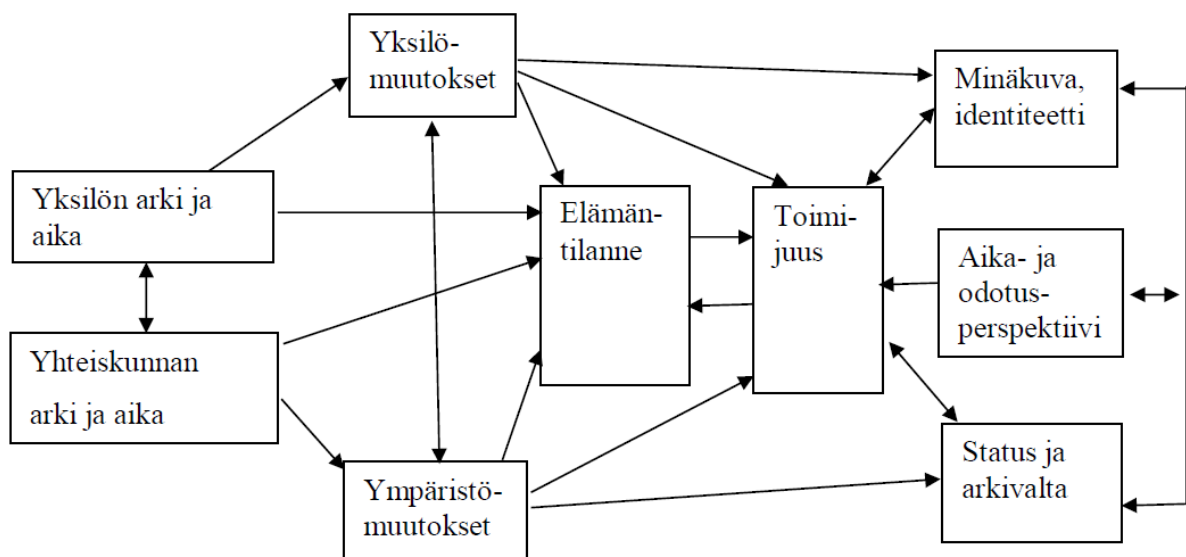 Yksilö-
muutokset
Minäkuva,
identiteetti
Yksilön arki ja
aika
Elämän-
tilanne
Toimi-
juus
Aika- ja
odotus-
perspektiivi
Yhteiskunnan
arki ja aika
Ympäristö-
muutokset
Status ja
arkivalta